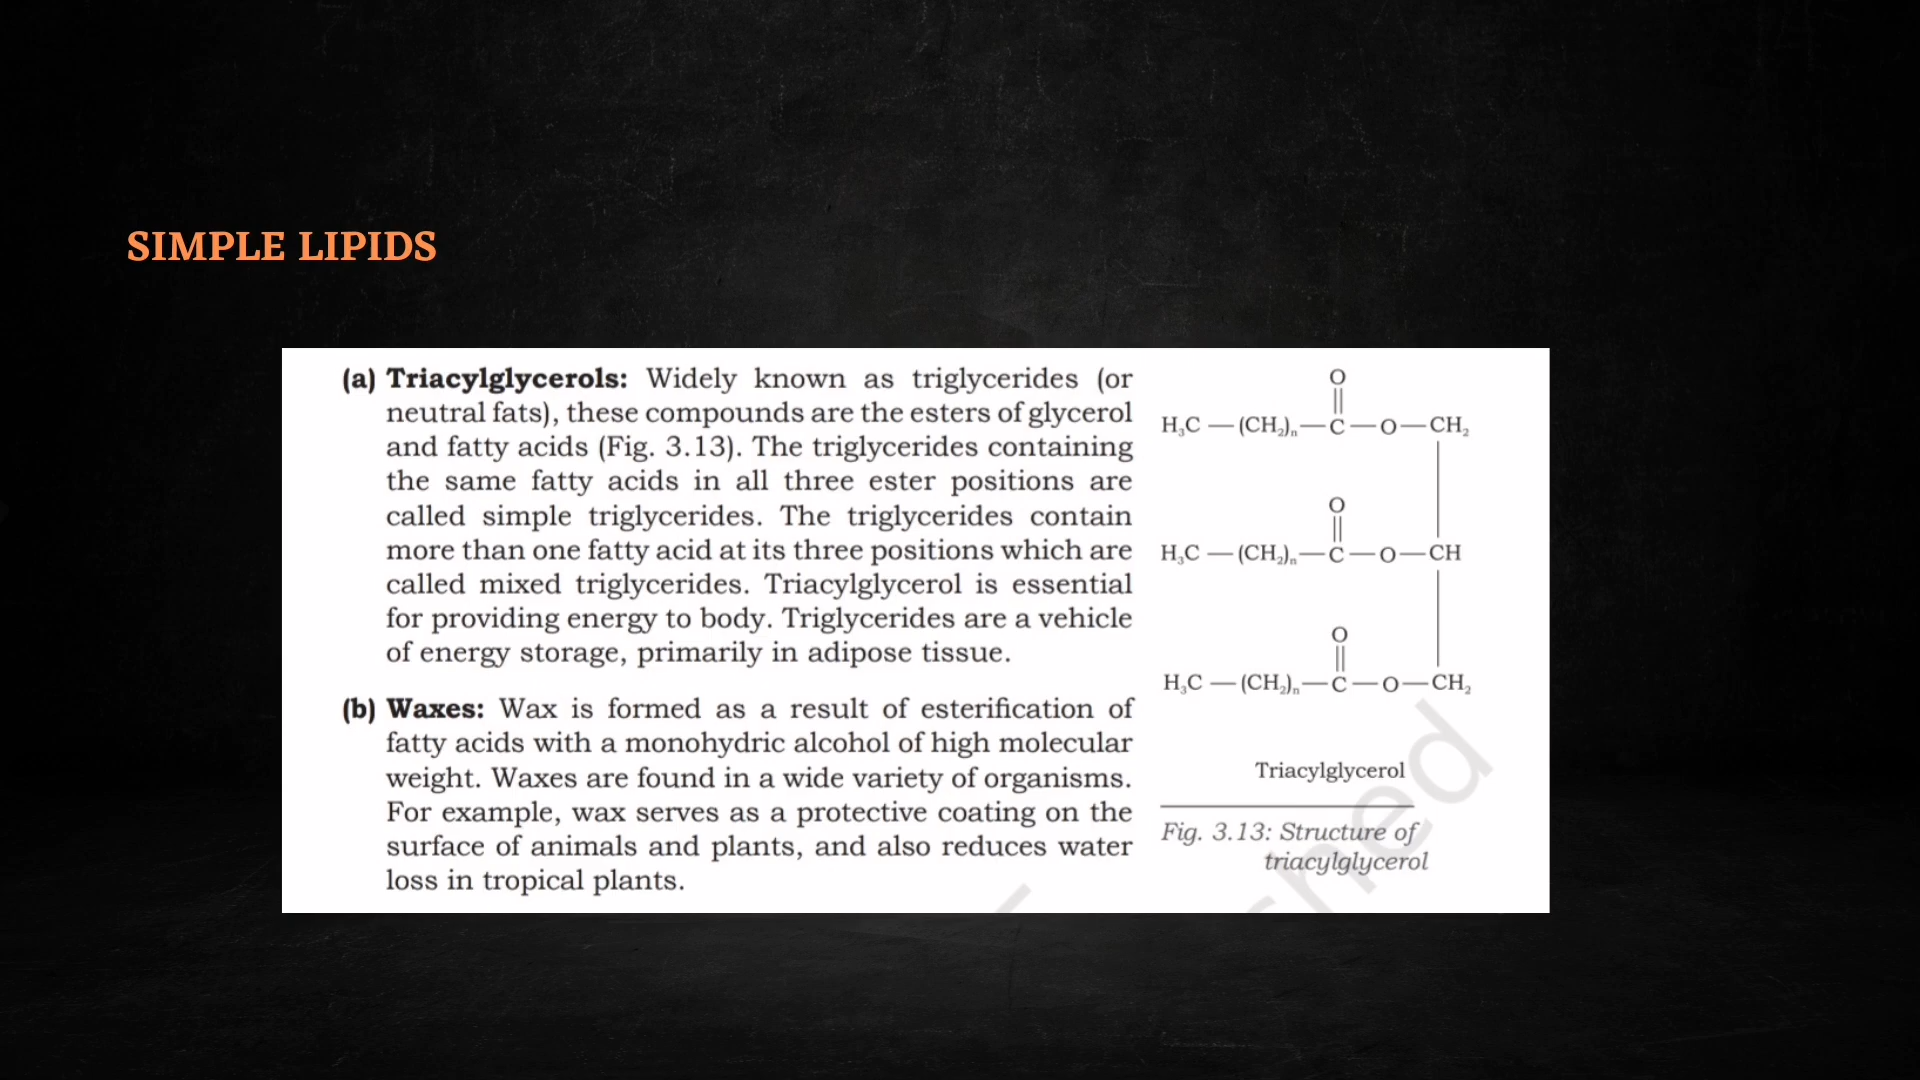 SIMPLE LIPIDS
(a) Triacylglycerols: Widely known as triglycerides (or
neutral fats), these compounds are the esters of glycerol
and fatty acids (Fig. 3.13). The triglycerides containing
the same fatty acids in all three ester positions are
called simple triglycerides. The triglycerides contain
more than one fatty acid at its three positions which are
called mixed triglycerides. Triacylglycerol is essential
for providing energy to body. Triglycerides are a vehicle
of energy storage, primarily in adipose tissue.
(b) Waxes: Wax is formed as a result of esterification of
fatty acids with a monohydric alcohol of high molecular
weight. Waxes are found in a wide variety of organisms.
For example, wax serves as a protective coating on the
surface of animals and plants, and also reduces water
loss in tropical plants.
O
H₃C — (CH₂)ₙ — C — O — CH₂
O
H₃C — (CH₂)ₙ — C — O — CH
O
H₃C — (CH₂)ₙ — C — O — CH₂
Triacylglycerol
Fig. 3.13: Structure of
triacylglycerol